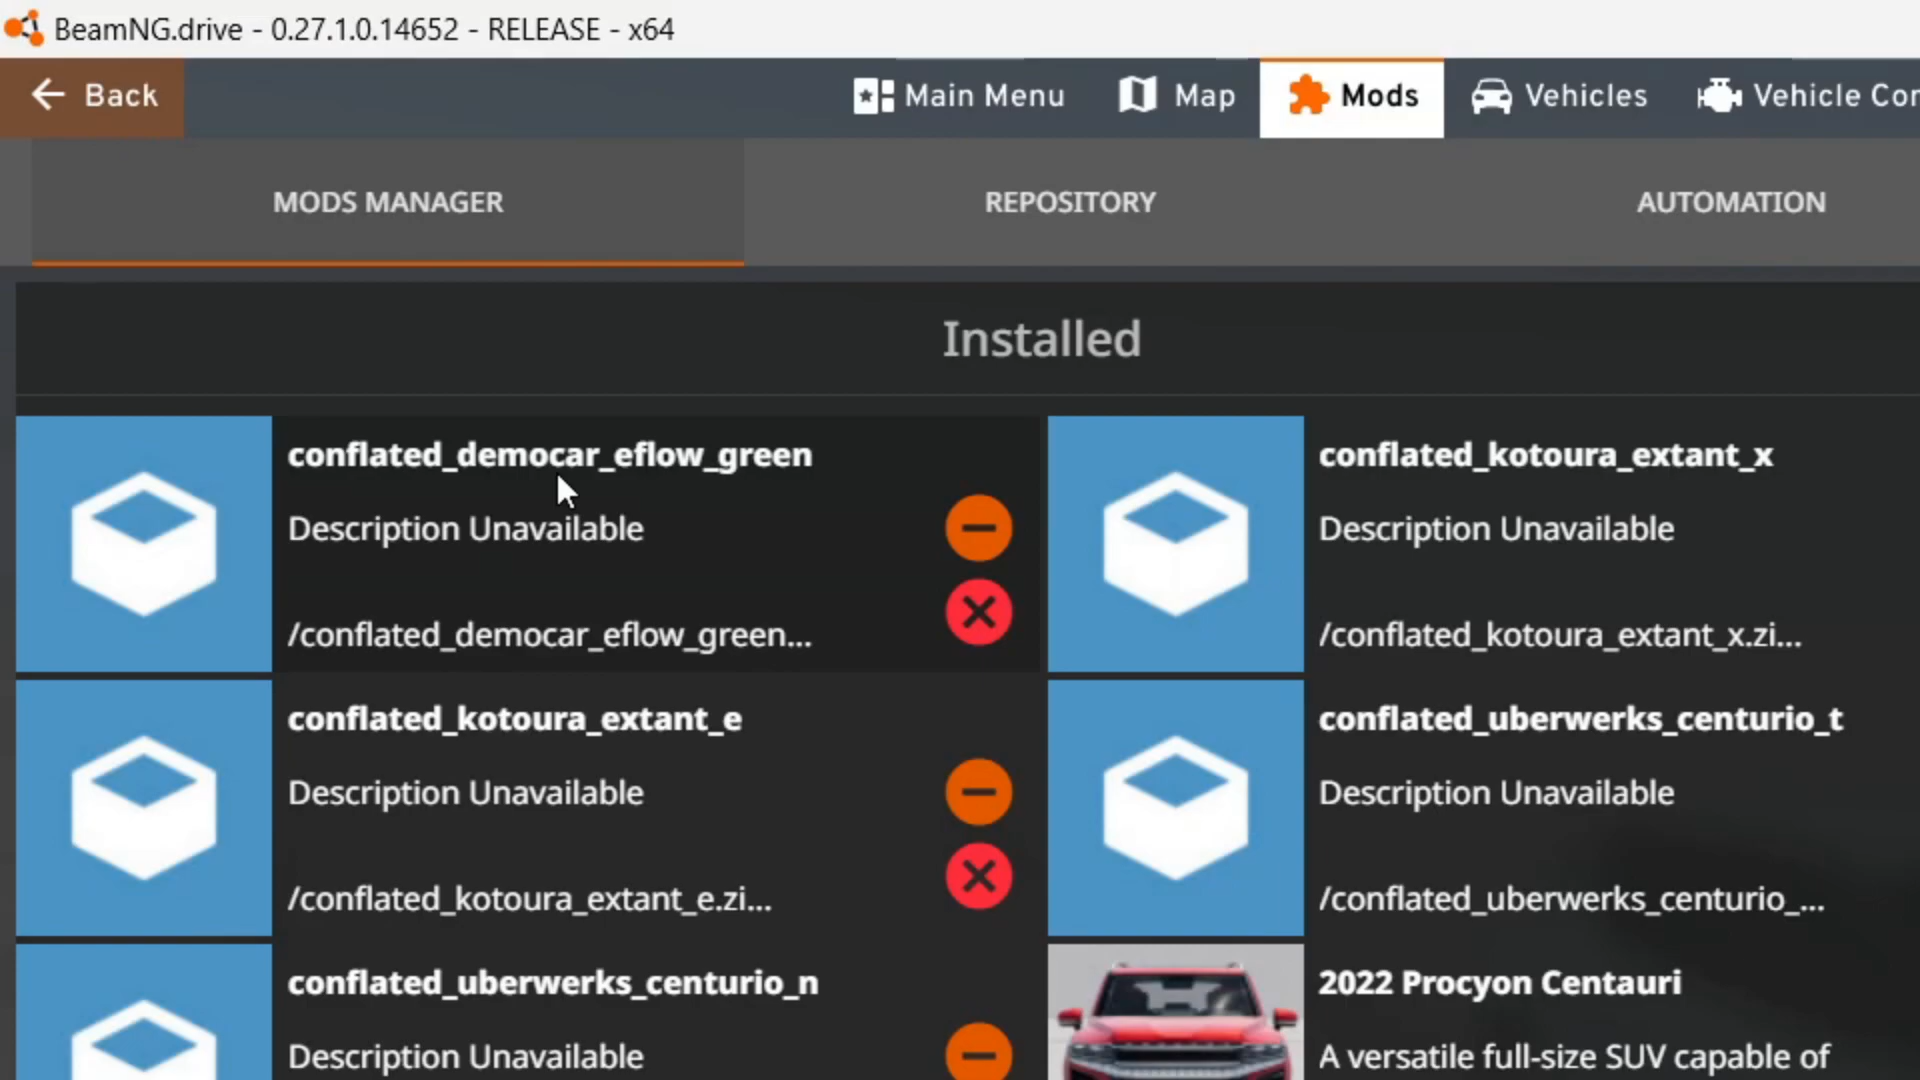 BeamNG.drive - 0.27.1.0.14652 - RELEASE - x64
Back
Main Menu
Map
Mods
Vehicles
Vehicle Cor
MODS MANAGER
REPOSITORY
AUTOMATION
Installed
conflated_democar_eflow_green
Description Unavailable
/conflated_democar_eflow_green...
conflated_kotoura_extant_x
Description Unavailable
/conflated_kotoura_extant_x.zi...
conflated_kotoura_extant_e
Description Unavailable
/conflated_kotoura_extant_e.zi...
conflated_uberwerks_centurio_t
Description Unavailable
/conflated_uberwerks_centurio_...
conflated_uberwerks_centurio_n
Description Unavailable
2022 Procyon Centauri
A versatile full-size SUV capable of